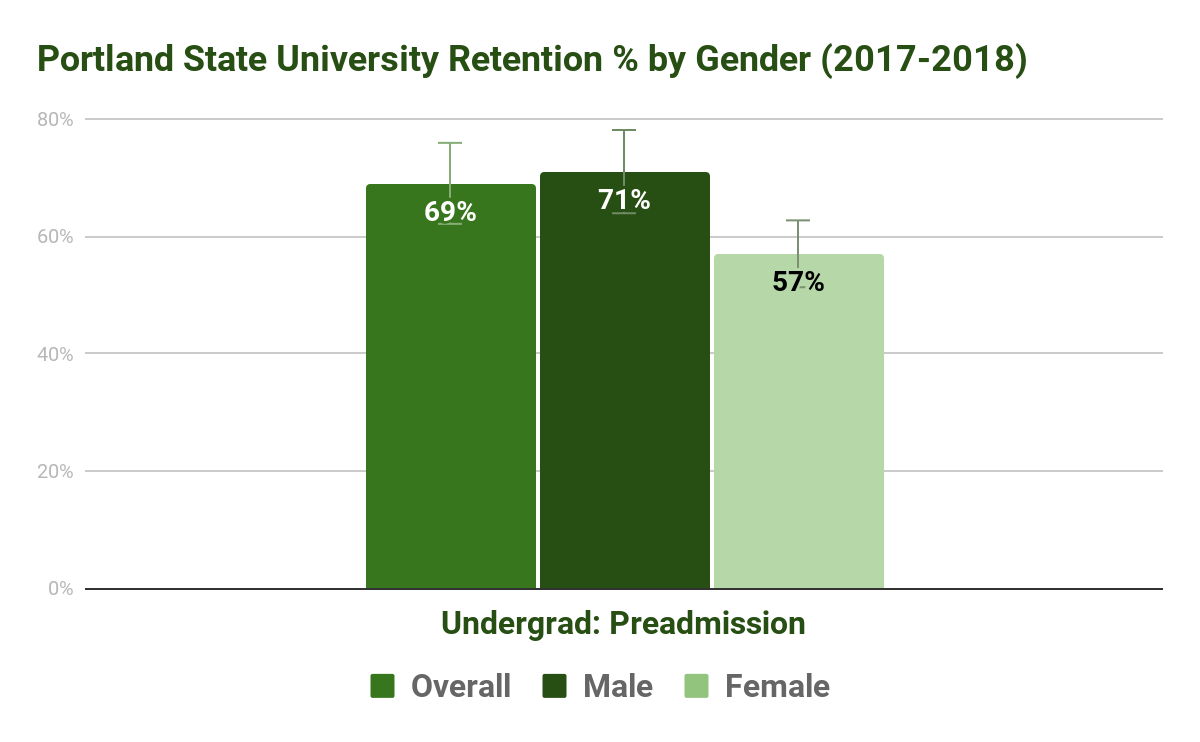 Portland State University Retention % by Gender (2017-2018)
80%
60%
40%
20%
0%
69%
71%
57%
Undergrad: Preadmission
Overall
Male
Female